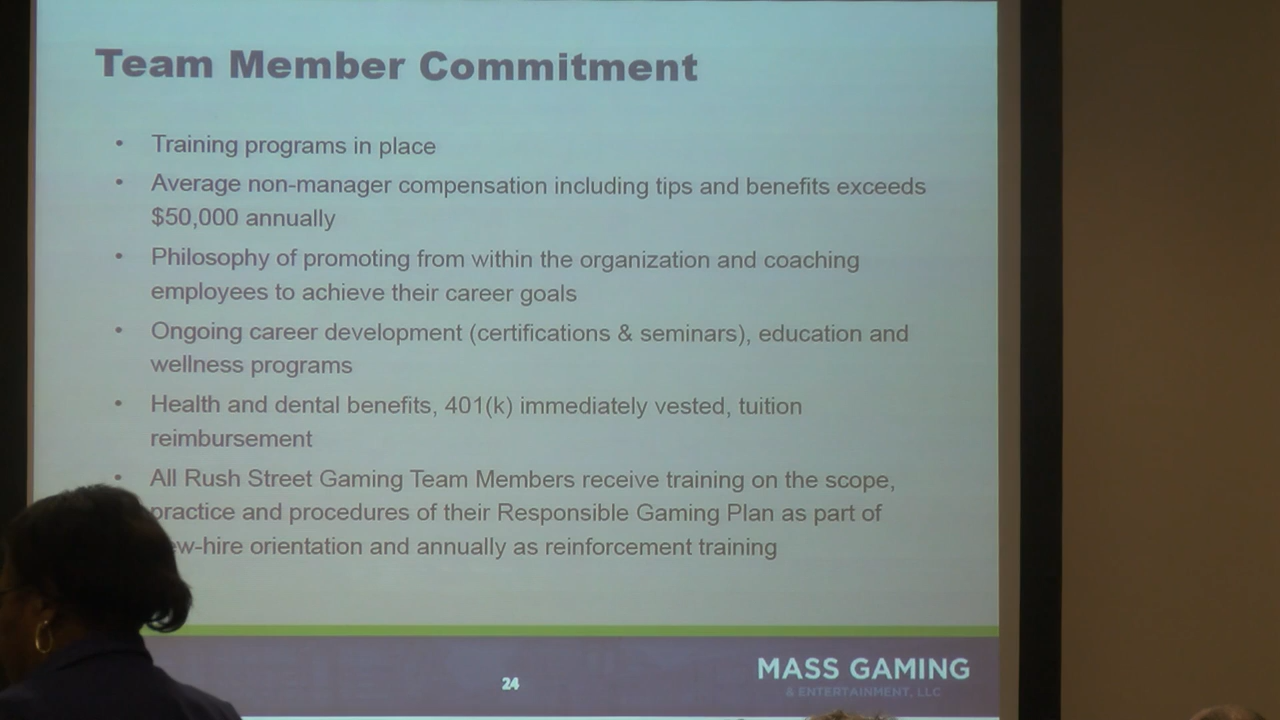 Team Member Commitment
• Training programs in place
• Average non-manager compensation including tips and benefits exceeds
$50,000 annually
• Philosophy of promoting from within the organization and coaching
employees to achieve their career goals
• Ongoing career development (certifications & seminars), education and
wellness programs
• Health and dental benefits, 401(k) immediately vested, tuition
reimbursement
• All Rush Street Gaming Team Members receive training on the scope,
practice and procedures of their Responsible Gaming Plan as part of
ew-hire orientation and annually as reinforcement training
24
MASS GAMING
& ENTERTAINMENT, LLC